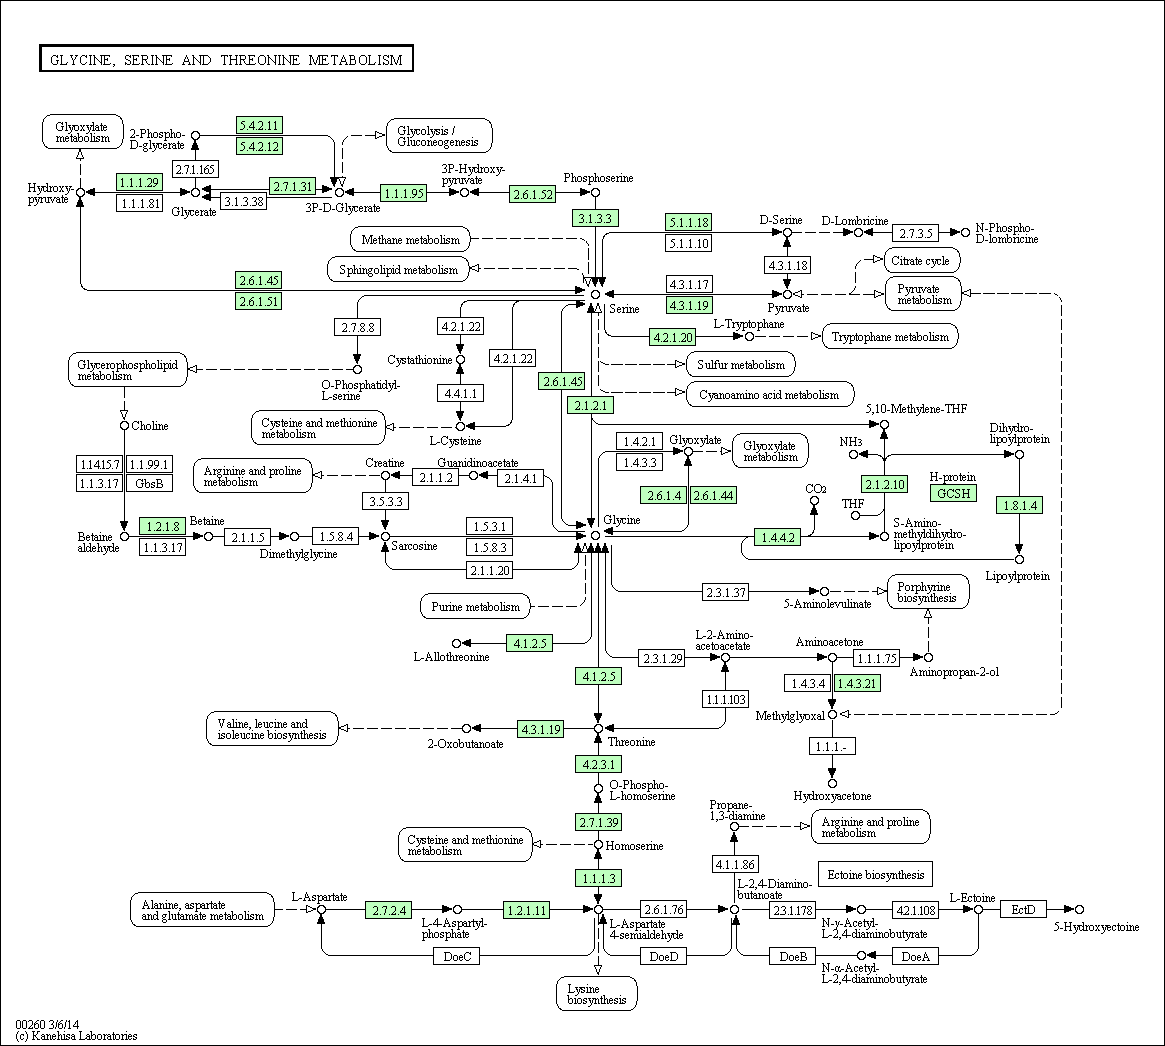 GLYCINE, SERINE AND THREONINE METABOLISM
Glyoxylate
metabolism
2-Phospho-
D-glycerate
5.4.2.11
5.4.2.12
Glycolysis /
Gluconeogenesis
2.7.1.165
3P-Hydroxy-
pyruvate
Phosphoserine
Hydroxy-
pyruvate
1.1.1.29
1.1.1.81
Glycerate
2.7.1.31
3.1.3.38
3P-D-Glycerate
1.1.1.95
2.6.1.52
3.1.3.3
Methane metabolism
Sphingolipid metabolism
5.1.1.18
5.1.1.10
D-Serine
D-Lombricine
2.7.3.5
N-Phospho-
D-lombricine
4.3.1.18
Citrate cycle
Pyruvate
metabolism
2.6.1.45
2.6.1.51
Serine
4.3.1.17
4.3.1.19
Pyruvate
2.7.8.8
4.2.1.22
Cystathionine
4.2.1.22
4.4.1.1
L-Cysteine
4.2.1.20
L-Tryptophane
Tryptophane metabolism
Sulfur metabolism
Cyanoamino acid metabolism
Glycerophospholipid
metabolism
O-Phosphatidyl-
L-serine
2.6.1.45
2.1.2.1
Choline
Cysteine and methionine
metabolism
5,10-Methylene-THF
1.14.15.7
1.1.99.1
1.1.3.17
GbsB
Arginine and proline
metabolism
Creatine
Guanidinoacetate
2.1.1.2
2.1.4.1
3.5.3.3
1.4.2.1
1.4.3.3
Glyoxylate
Glyoxylate
metabolism
2.6.1.4
2.6.1.44
NH3
Dihydro-
lipoylprotein
2.1.2.10
H-protein
GCSH
1.8.1.4
CO2
THF
Betaine
aldehyde
1.2.1.8
1.1.3.17
Betaine
2.1.1.5
Dimethylglycine
1.5.8.4
Sarcosine
1.5.3.1
1.5.8.3
2.1.1.20
Glycine
1.4.4.2
S-Amino-
methyldihydro-
lipoylprotein
Lipoylprotein
Purine metabolism
2.3.1.37
5-Aminolevulinate
Porphyrine
biosynthesis
L-Allothreonine
4.1.2.5
4.1.2.5
2.3.1.29
L-2-Amino-
acetoacetate
Aminoacetone
1.1.1.75
Aminopropan-2-ol
1.1.1.103
1.4.3.4
1.4.3.21
Methylglyoxal
1.1.1.-
Hydroxyacetone
Valine, leucine and
isoleucine biosynthesis
2-Oxobutanoate
4.3.1.19
Threonine
4.2.3.1
O-Phospho-
L-homoserine
2.7.1.39
Cysteine and methionine
metabolism
Homoserine
1.1.1.3
Propane-
1,3-diamine
Arginine and proline
metabolism
4.1.1.86
Ectoine biosynthesis
Alanine, aspartate
and glutamate metabolism
L-Aspartate
2.7.2.4
L-4-Aspartyl-
phosphate
1.2.1.11
L-Aspartate
4-semialdehyde
2.6.1.76
L-2,4-Diamino-
butanoate
2.3.1.178
N-γ-Acetyl-
L-2,4-diaminobutyrate
4.2.1.108
L-Ectoine
EctD
5-Hydroxyectoine
DoeC
DoeD
DoeB
N-α-Acetyl-
L-2,4-diaminobutyrate
DoeA
Lysine
biosynthesis
00260 3/6/14
(c) Kanehisa Laboratories